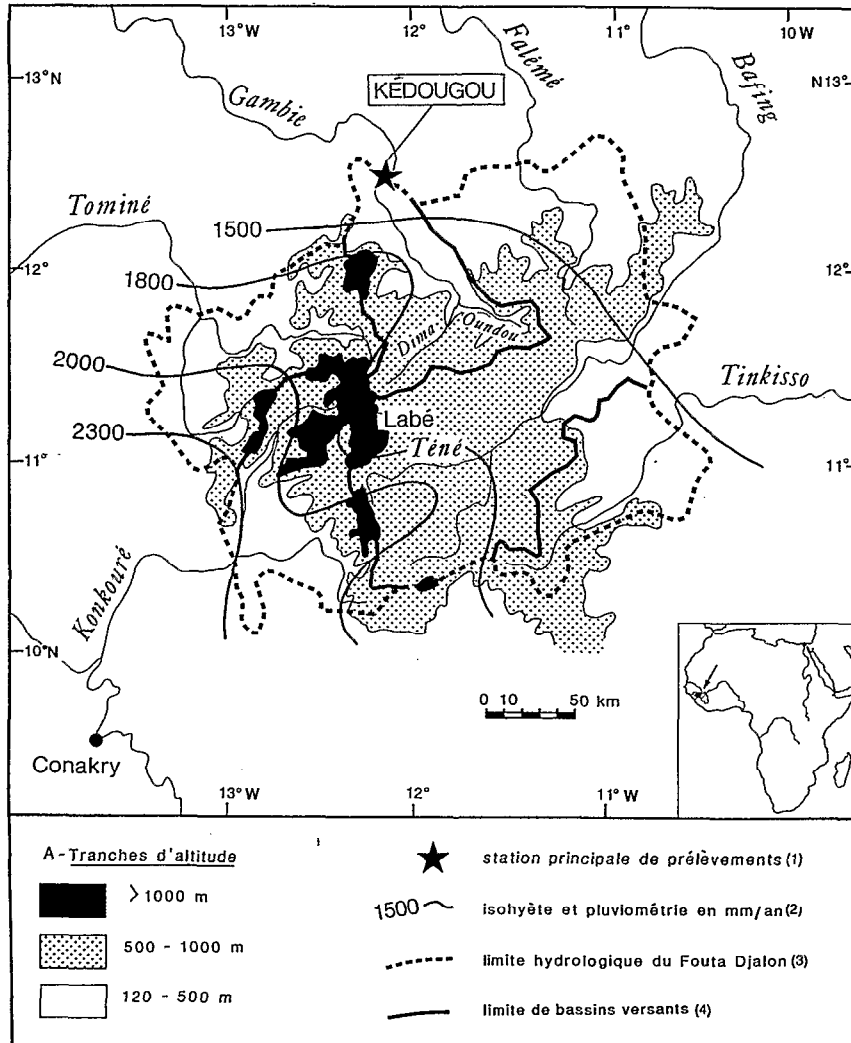 13°W
12°
11°
10 W
13°N
N13°
Falémé
Bafing
Gambie
KÉDOUGOU
Tominé
1500
12°
12°
1800
Dima
Oundou
2000
Tinkisso
Labé
2300
Téné
11°
11°
Konkouré
10°N
0 10 50 km
Conakry
13°W
12°
11°W
A - Tranches d'altitude
>1000 m
500 - 1000 m
120 - 500 m
station principale de prélèvements (1)
1500 isohyète et pluviométrie en mm/an (2)
limite hydrologique du Fouta Djalon (3)
limite de bassins versants (4)